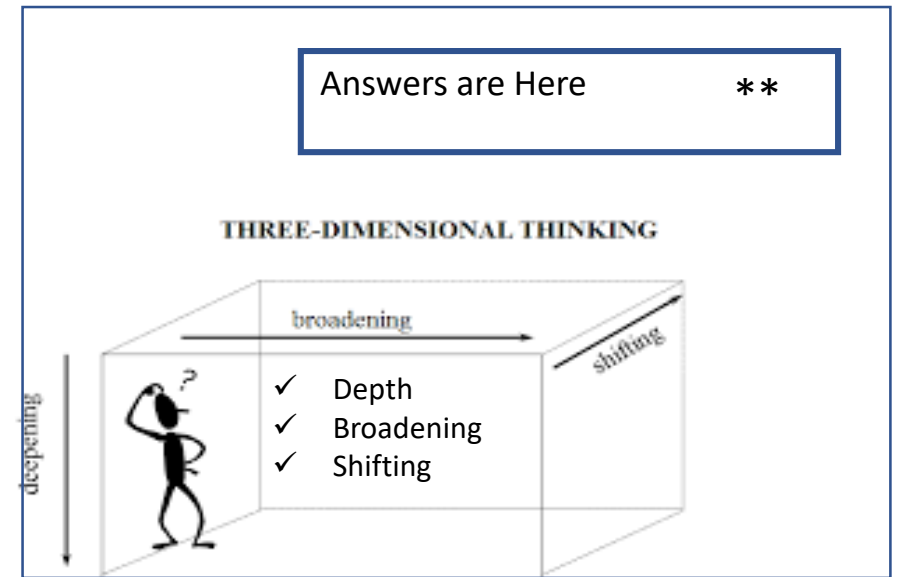 Answers are Here **
THREE-DIMENSIONAL THINKING
broadening
shifting
deepening
?
✓ Depth
✓ Broadening
✓ Shifting